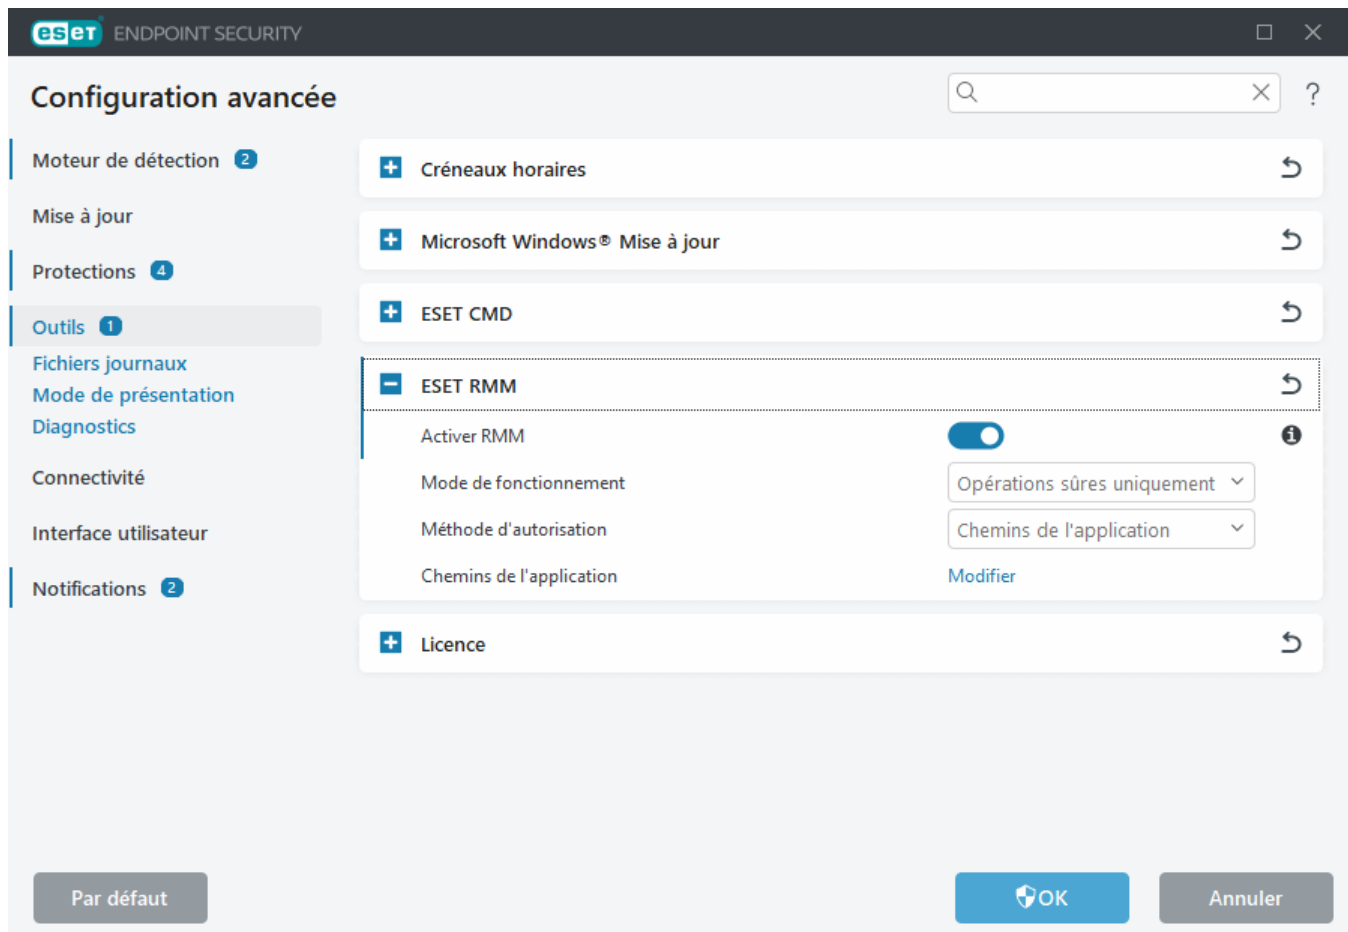 eset ENDPOINT SECURITY
Configuration avancée
?
Moteur de détection 2
Mise à jour
Protections 4
Outils 1
Fichiers journaux
Mode de présentation
Diagnostics
Connectivité
Interface utilisateur
Notifications 2
Créneaux horaires
Microsoft Windows® Mise à jour
ESET CMD
ESET RMM
Activer RMM
Mode de fonctionnement Opérations sûres uniquement
Méthode d'autorisation Chemins de l'application
Chemins de l'application Modifier
Licence
Par défaut OK Annuler